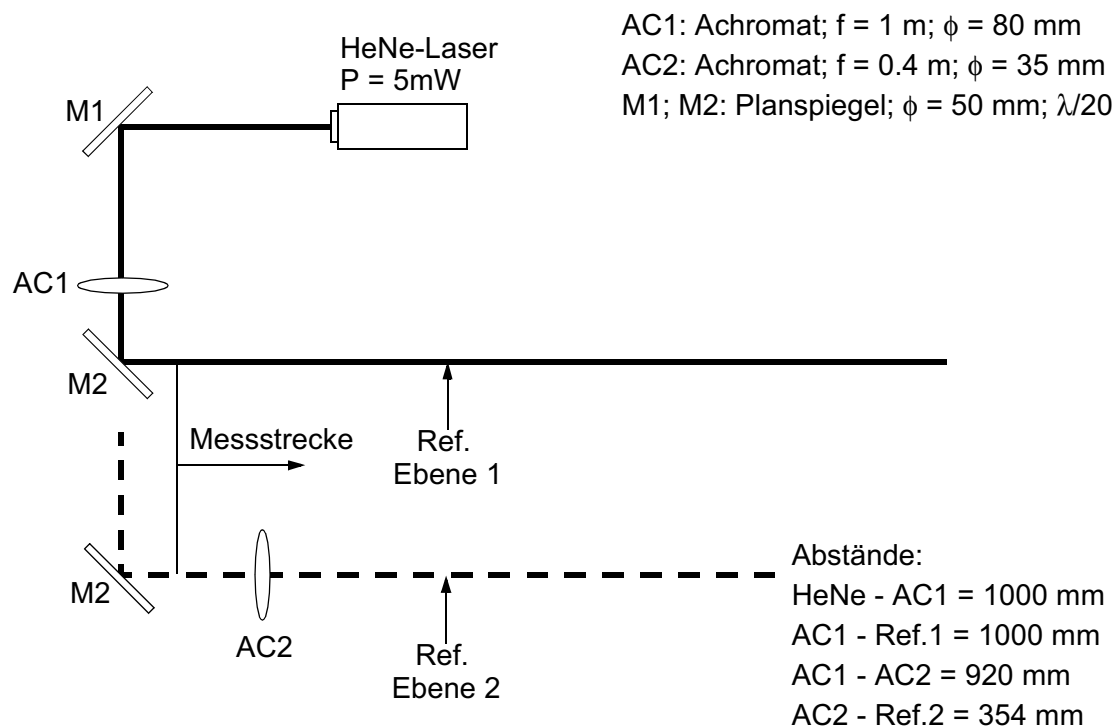 AC1: Achromat; f = 1 m; ϕ = 80 mm
AC2: Achromat; f = 0.4 m; ϕ = 35 mm
M1; M2: Planspiegel; ϕ = 50 mm; λ/20
HeNe-Laser
P = 5mW
M1
AC1
M2
Messstrecke
Ref.
Ebene 1
M2
AC2
Ref.
Ebene 2
Abstände:
HeNe - AC1 = 1000 mm
AC1 - Ref.1 = 1000 mm
AC1 - AC2 = 920 mm
AC2 - Ref.2 = 354 mm